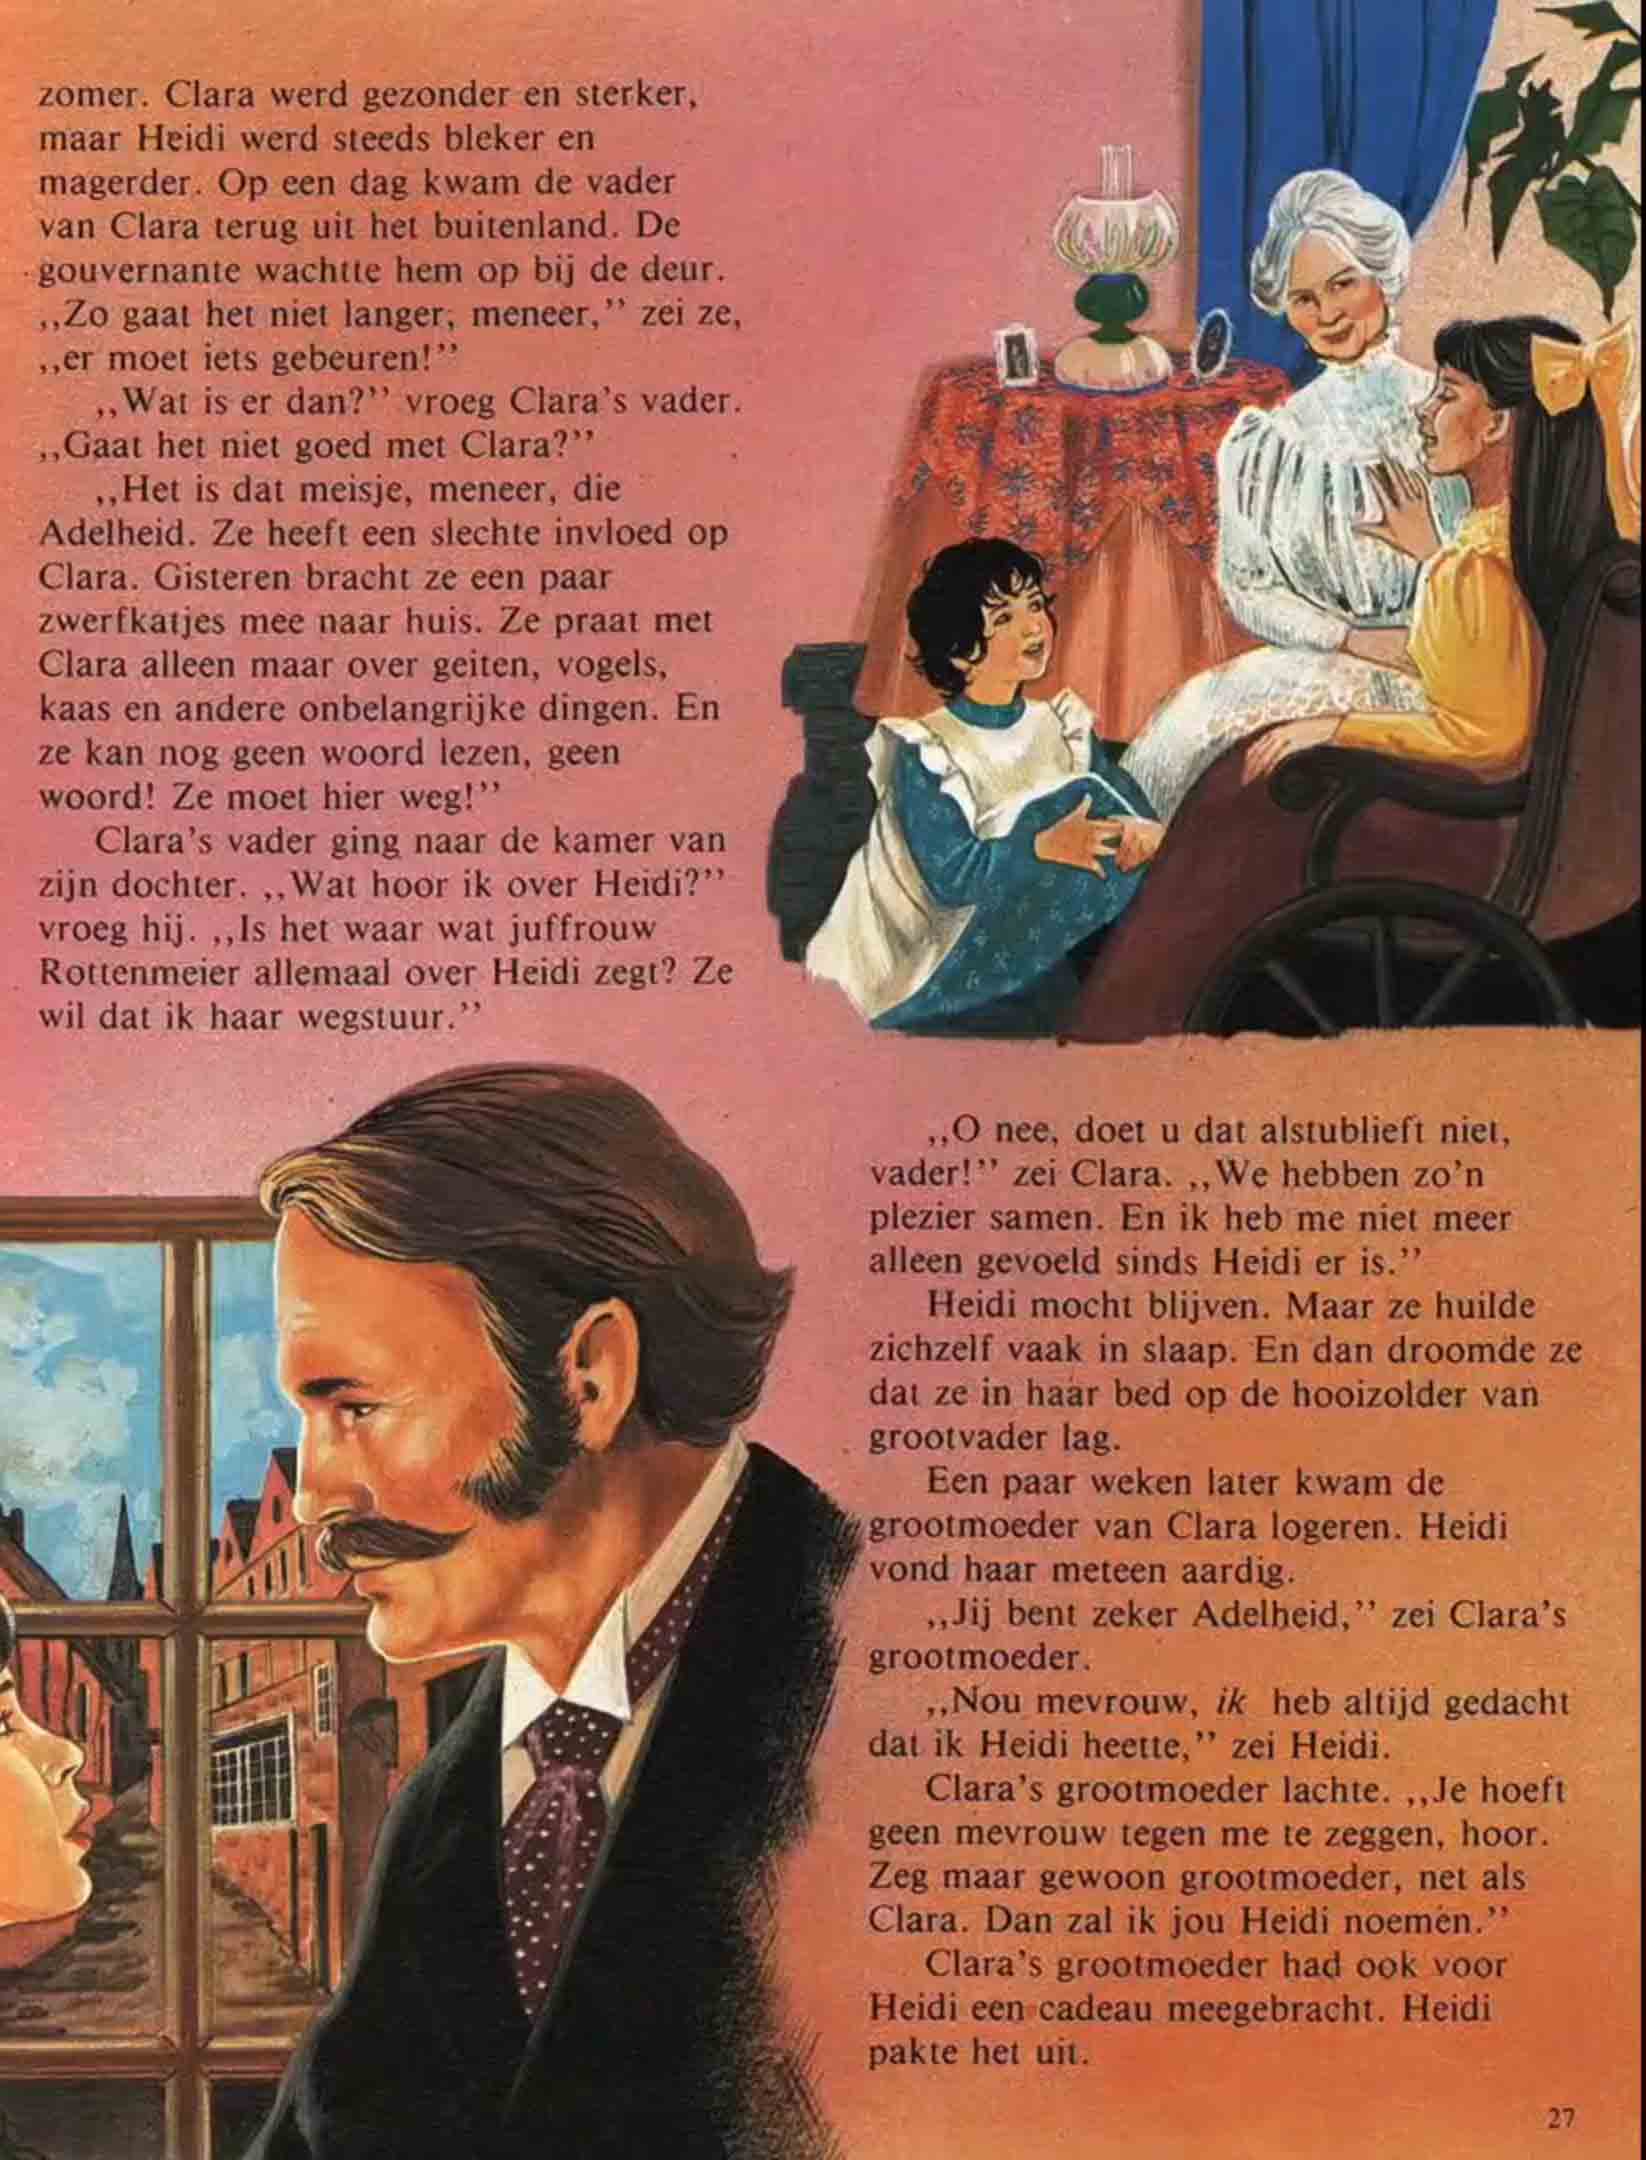 zomer. Clara werd gezonder en sterker,
maar Heidi werd steeds bleker en
magerder. Op een dag kwam de vader
van Clara terug uit het buitenland. De
gouvernante wachtte hem op bij de deur.
,,Zo gaat het niet langer, meneer,’’ zei ze,
,,er moet iets gebeuren!’’
,,Wat is er dan?’’ vroeg Clara’s vader.
,,Gaat het niet goed met Clara?’’
,,Het is dat meisje, meneer, die
Adelheid. Ze heeft een slechte invloed op
Clara. Gisteren bracht ze een paar
zwerfkatjes mee naar huis. Ze praat met
Clara alleen maar over geiten, vogels,
kaas en andere onbelangrijke dingen. En
ze kan nog geen woord lezen, geen
woord! Ze moet hier weg!’’
Clara’s vader ging naar de kamer van
zijn dochter. ,,Wat hoor ik over Heidi?’’
vroeg hij. ,,Is het waar wat juffrouw
Rottenmeier allemaal over Heidi zegt? Ze
wil dat ik haar wegstuur.’’
,,O nee, doet u dat alstublieft niet,
vader!’’ zei Clara. ,,We hebben zo’n
plezier samen. En ik heb me niet meer
alleen gevoeld sinds Heidi er is.’’
Heidi mocht blijven. Maar ze huilde
zichzelf vaak in slaap. En dan droomde ze
dat ze in haar bed op de hooizolder van
grootvader lag.
Een paar weken later kwam de
grootmoeder van Clara logeren. Heidi
vond haar meteen aardig.
,,Jij bent zeker Adelheid,’’ zei Clara’s
grootmoeder.
,,Nou mevrouw, ik heb altijd gedacht
dat ik Heidi heette,’’ zei Heidi.
Clara’s grootmoeder lachte. ,,Je hoeft
geen mevrouw tegen me te zeggen, hoor.
Zeg maar gewoon grootmoeder, net als
Clara. Dan zal ik jou Heidi noemen.’’
Clara’s grootmoeder had ook voor
Heidi een cadeau meegebracht. Heidi
pakte het uit.
27